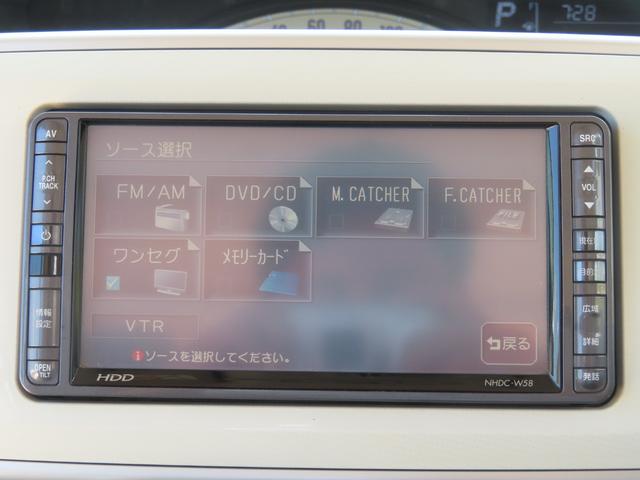 P 7:28
60 80 100
AV
SRC
P.CH
TRACK
VOL
ソース選択
FM/AM DVD/CD M.CATCHER F.CATCHER
ワンセグ メモリーカード
VTR
ソースを選択してください。
戻る
現在
目的
情報
設定
広域
詳細
OPEN
TILT
発話
HDD
NHDC-W58